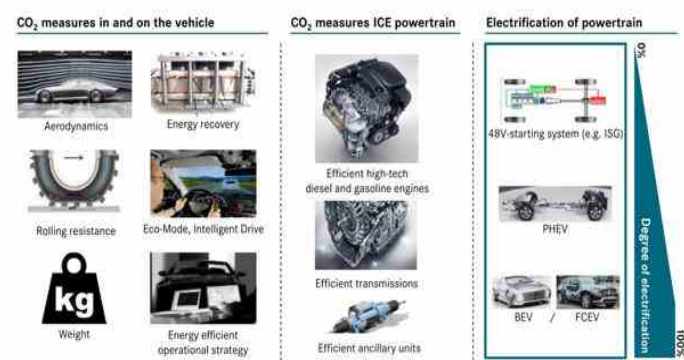 CO₂ measures in and on the vehicle
Aerodynamics
Energy recovery
Rolling resistance
Eco-Mode, Intelligent Drive
kg
Weight
Energy efficient
operational strategy
CO₂ measures ICE powertrain
Efficient high-tech
diesel and gasoline engines
Efficient transmissions
Efficient ancillary units
Electrification of powertrain
48V-starting system (e.g. ISG)
PHEV
BEV / FCEV
0%
Degree of electrification
100%